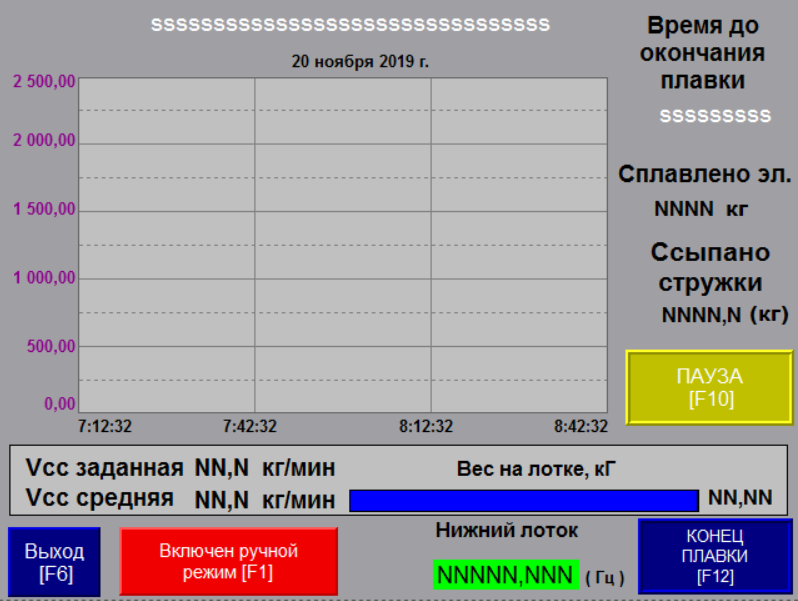 SSSSSSSSSSSSSSSSSSSSSSSSSSSSSSSS
20 ноября 2019 г.
2 500,00
2 000,00
1 500,00
1 000,00
500,00
0,00
7:12:32 7:42:32 8:12:32 8:42:32
Время до
окончания
плавки
SSSSSSSSS
Сплавлено эл.
NNNN кг
Ссыпано
стружки
NNNN,N (кг)
ПАУЗА
[F10]
Vсс заданная NN,N кг/мин
Vсс средняя NN,N кг/мин
Вес на лотке, кГ
NN,NN
Выход
[F6]
Включен ручной
режим [F1]
Нижний лоток
NNNNN,NNN (Гц)
КОНЕЦ
ПЛАВКИ
[F12]